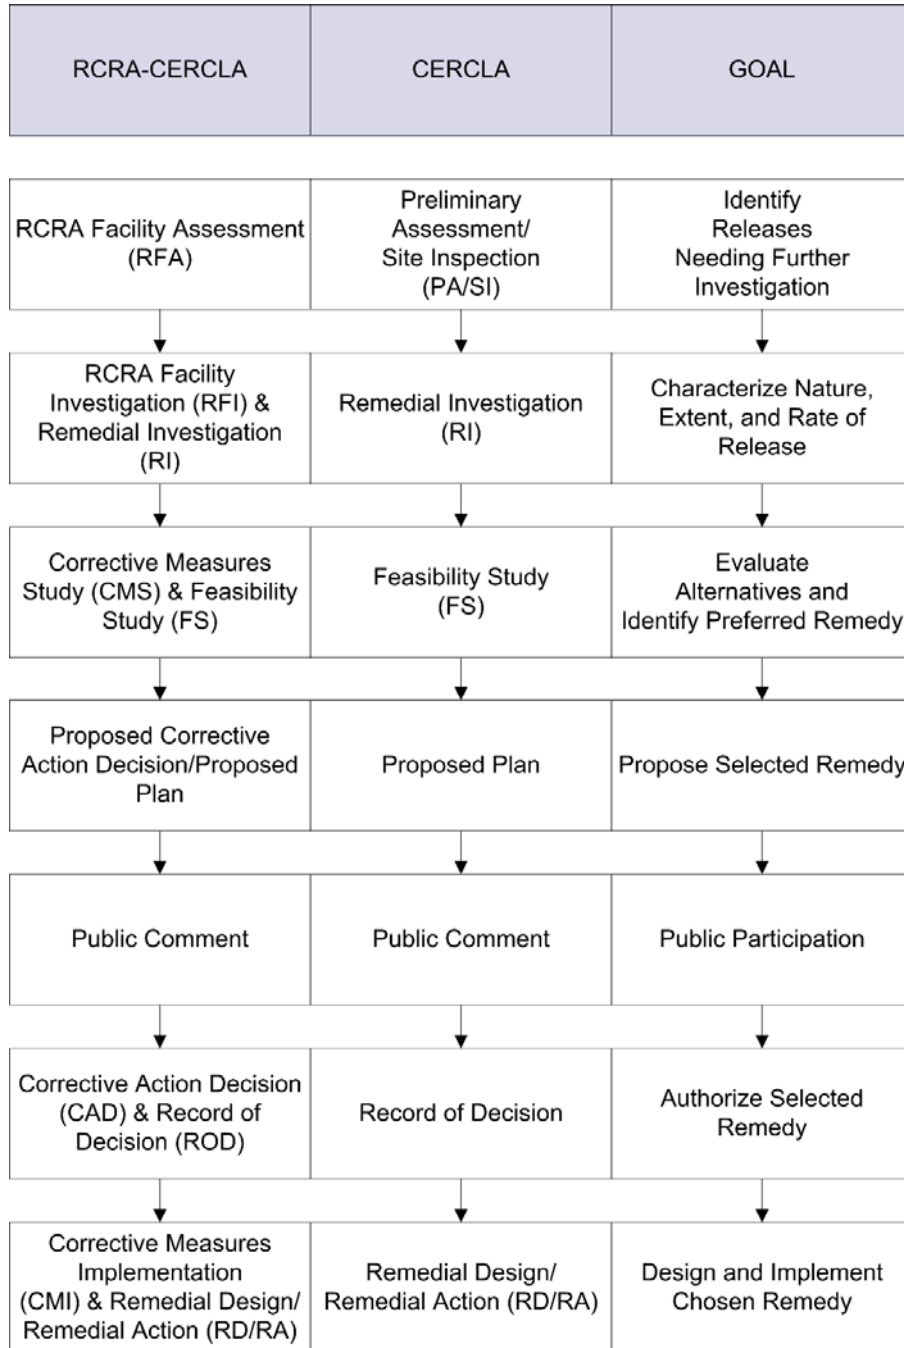 RCRA-CERCLA
CERCLA
GOAL
RCRA Facility Assessment
(RFA)
Preliminary
Assessment/
Site Inspection
(PA/SI)
Identify
Releases
Needing Further
Investigation
RCRA Facility
Investigation (RFI) &
Remedial Investigation
(RI)
Remedial Investigation
(RI)
Characterize Nature,
Extent, and Rate of
Release
Corrective Measures
Study (CMS) & Feasibility
Study (FS)
Feasibility Study
(FS)
Evaluate
Alternatives and
Identify Preferred Remedy
Proposed Corrective
Action Decision/Proposed
Plan
Proposed Plan
Propose Selected Remedy
Public Comment
Public Comment
Public Participation
Corrective Action Decision
(CAD) & Record of
Decision (ROD)
Record of Decision
Authorize Selected
Remedy
Corrective Measures
Implementation
(CMI) & Remedial Design/
Remedial Action (RD/RA)
Remedial Design/
Remedial Action (RD/RA)
Design and Implement
Chosen Remedy